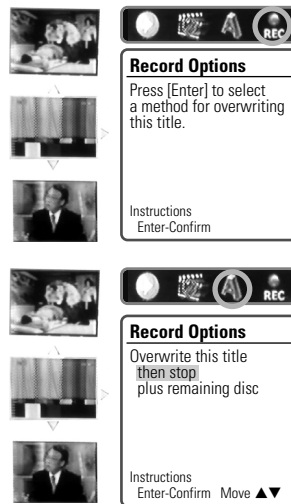 REC
Record Options
Press [Enter] to select
a method for overwriting
this title.
Instructions
Enter-Confirm
REC
Record Options
Overwrite this title
then stop
plus remaining disc
Instructions
Enter-Confirm Move ▲▼